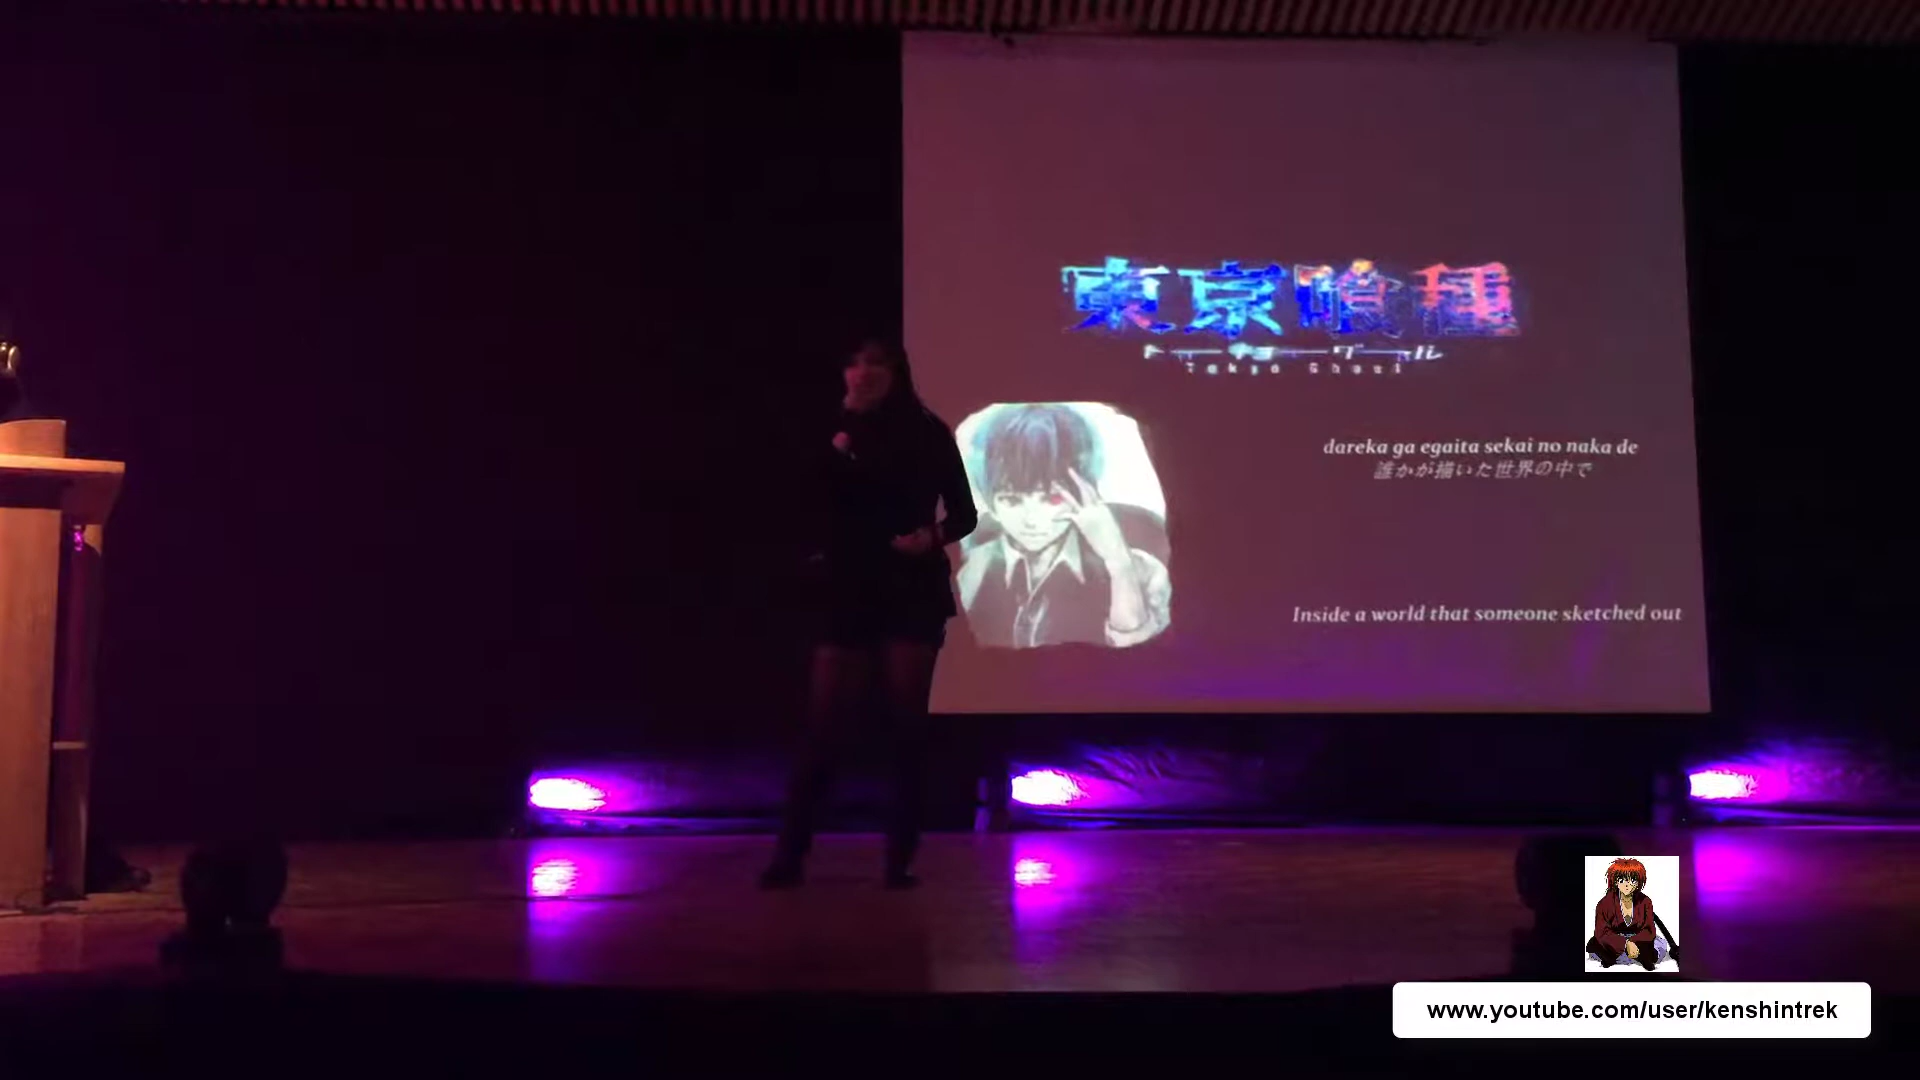 東京喰種
トーキョーグール
Tokyo Ghoul
dareka ga egaita sekai no naka de
誰かが描いた世界の中で
Inside a world that someone sketched out
www.youtube.com/user/kenshintrek